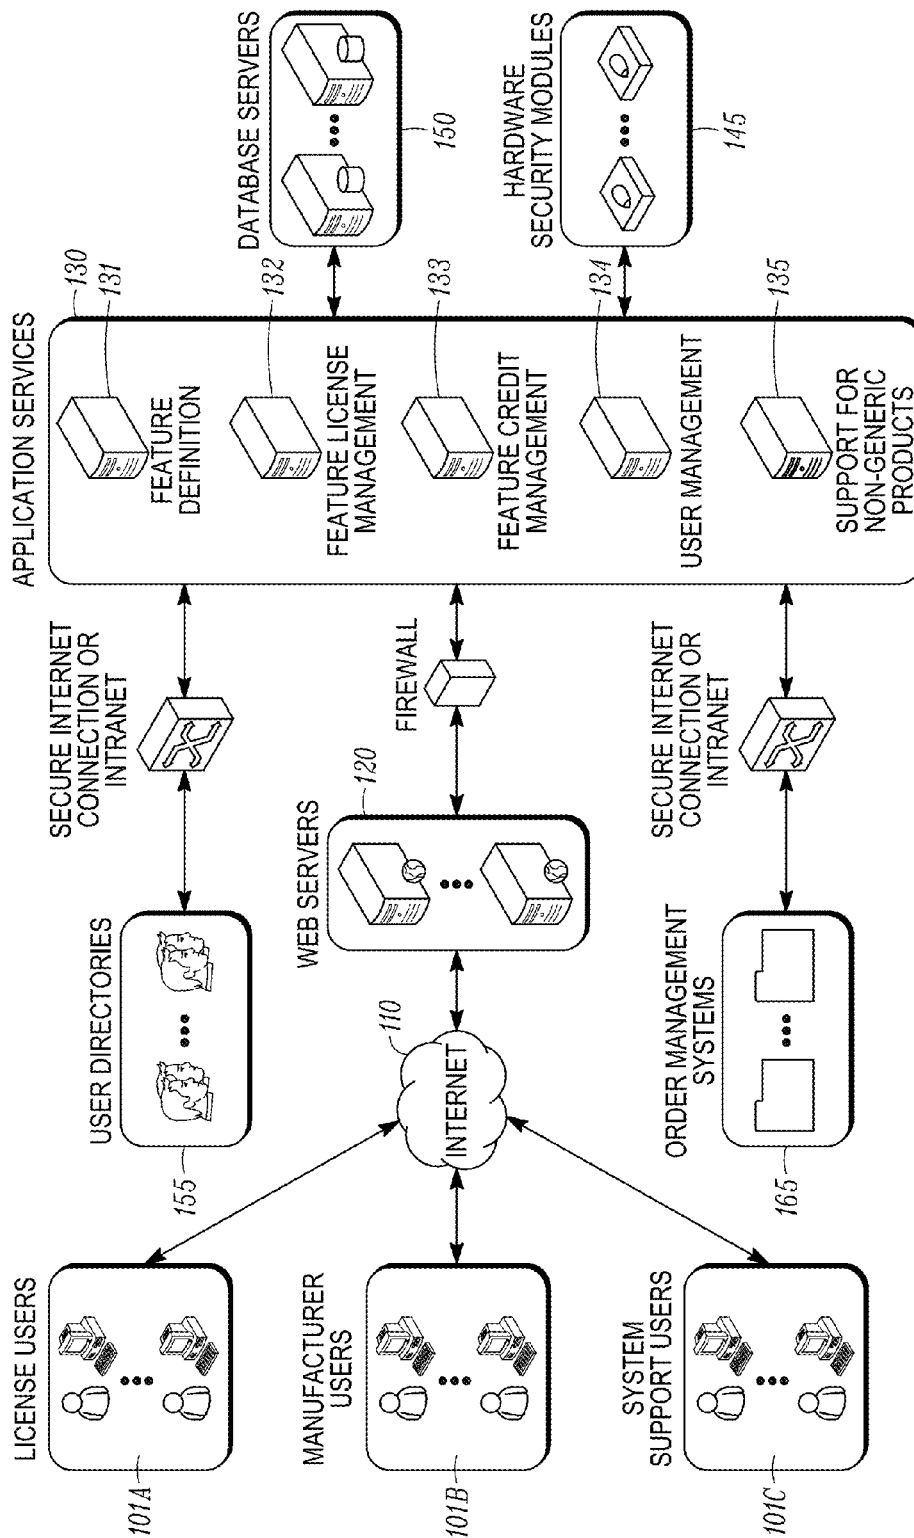 LICENSE USERS
101A
MANUFACTURER
USERS
101B
SYSTEM
SUPPORT USERS
101C
USER DIRECTORIES
155
INTERNET
110
ORDER MANAGEMENT
SYSTEMS
165
WEB SERVERS
120
SECURE INTERNET
CONNECTION OR
INTRANET
FIREWALL
SECURE INTERNET
CONNECTION OR
INTRANET
APPLICATION SERVICES
130
131
FEATURE
DEFINITION
132
FEATURE LICENSE
MANAGEMENT
133
FEATURE CREDIT
MANAGEMENT
134
USER MANAGEMENT
135
SUPPORT FOR
NON-GENERIC
PRODUCTS
DATABASE SERVERS
150
HARDWARE
SECURITY MODULES
145